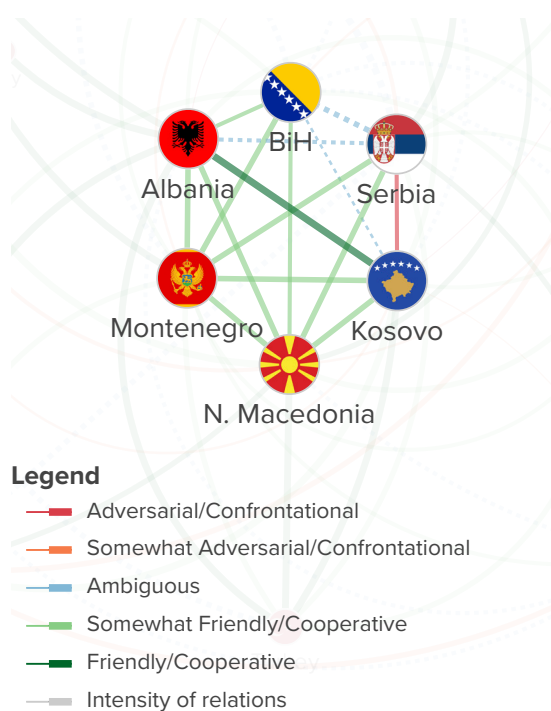 BiH
Albania
Serbia
Montenegro
Kosovo
N. Macedonia
Legend
Adversarial/Confrontational
Somewhat Adversarial/Confrontational
Ambiguous
Somewhat Friendly/Cooperative
Friendly/Cooperative
Intensity of relations